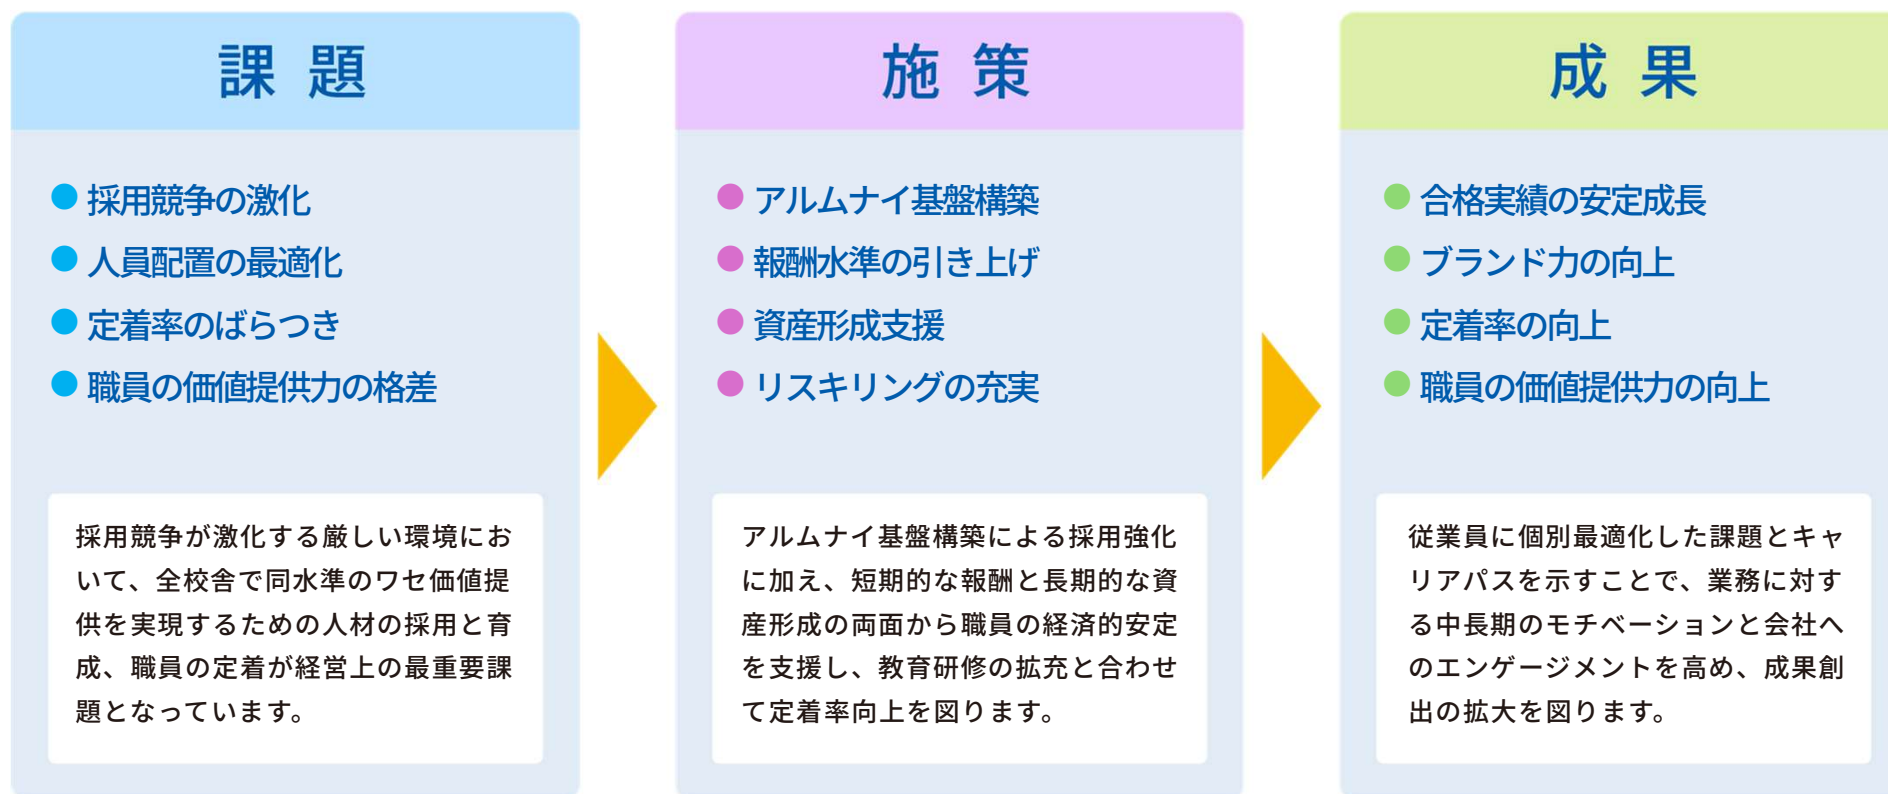 課題
採用競争の激化
人員配置の最適化
定着率のばらつき
職員の価値提供力の格差
採用競争が激化する厳しい環境にお
いて、全校舎で同水準のワセ価値提
供を実現するための人材の採用と育
成、職員の定着が経営上の最重要課
題となっています。
施策
アルムナイ基盤構築
報酬水準の引き上げ
資産形成支援
リスキリングの充実
アルムナイ基盤構築による採用強化
に加え、短期的な報酬と長期的な資
産形成の両面から職員の経済的安定
を支援し、教育研修の拡充と合わせ
て定着率向上を図ります。
成果
合格実績の安定成長
ブランド力の向上
定着率の向上
職員の価値提供力の向上
従業員に個別最適化した課題とキャ
リアパスを示すことで、業務に対す
る中長期のモチベーションと会社へ
のエンゲージメントを高め、成果創
出の拡大を図ります。